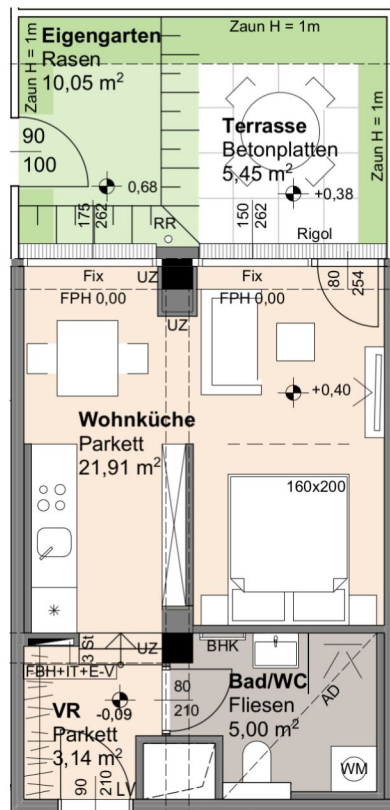 Zaun H = 1m
Eigengarten
Rasen
10,05 m²
Zaun H = 1m
Zaun H = 1m
90
100
Terrasse
Betonplatten
5,45 m²
0,68
+0,38
175
262
RR
150
262
Rigol
Fix
UZ
Fix
80
254
FPH 0,00
FPH 0,00
UZ
+0,40
Wohnküche
Parkett
21,91 m²
160x200
3 St
UZ
BHK
FBH+IT+E-V
80
210
Bad/WC
Fliesen
5,00 m²
AD
-0,09
VR
Parkett
3,14 m²
90
210
LV
WM